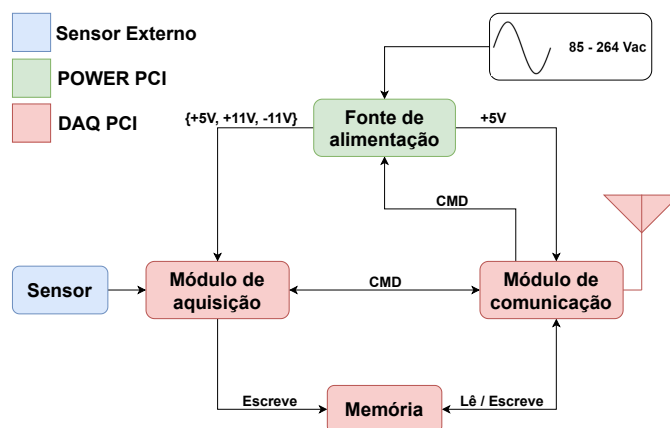 Sensor Externo
POWER PCI
DAQ PCI
85 - 264 Vac
{+5V, +11V, -11V}
Fonte de
alimentação
+5V
CMD
Sensor
Módulo de
aquisição
CMD
Módulo de
comunicação
Escreve
Memória
Lê / Escreve